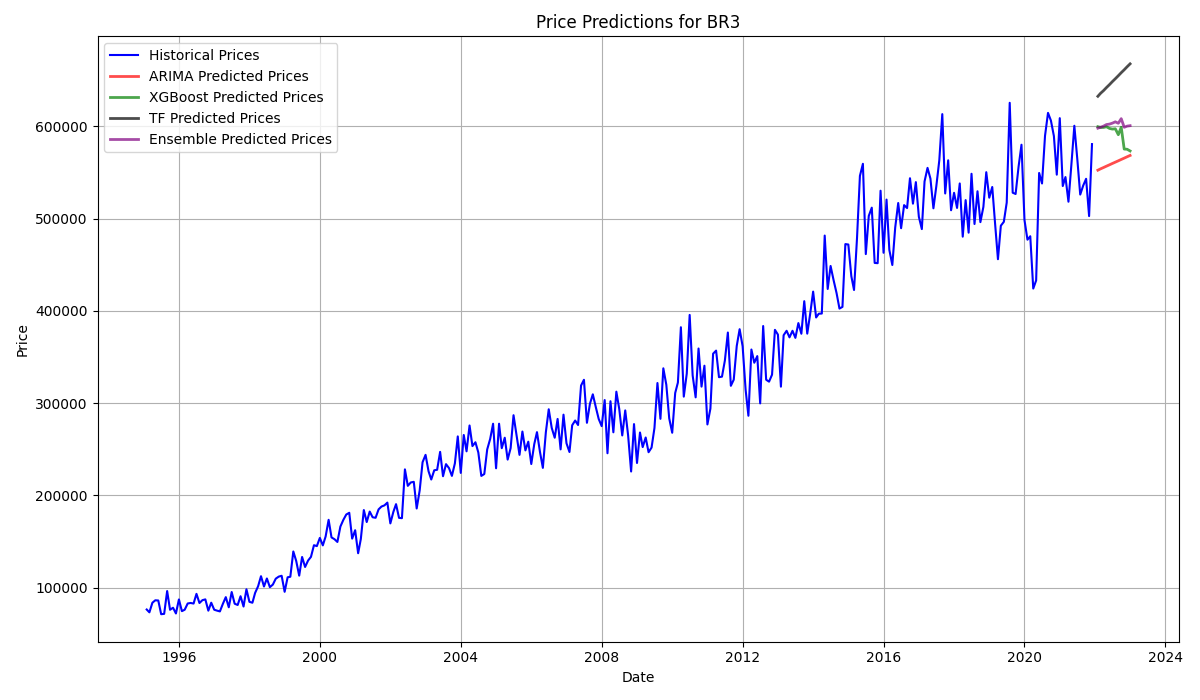 Price Predictions for BR3
Historical Prices
ARIMA Predicted Prices
XGBoost Predicted Prices
TF Predicted Prices
Ensemble Predicted Prices
600000
500000
400000
300000
200000
100000
Price
1996 2000 2004 2008 2012 2016 2020 2024
Date